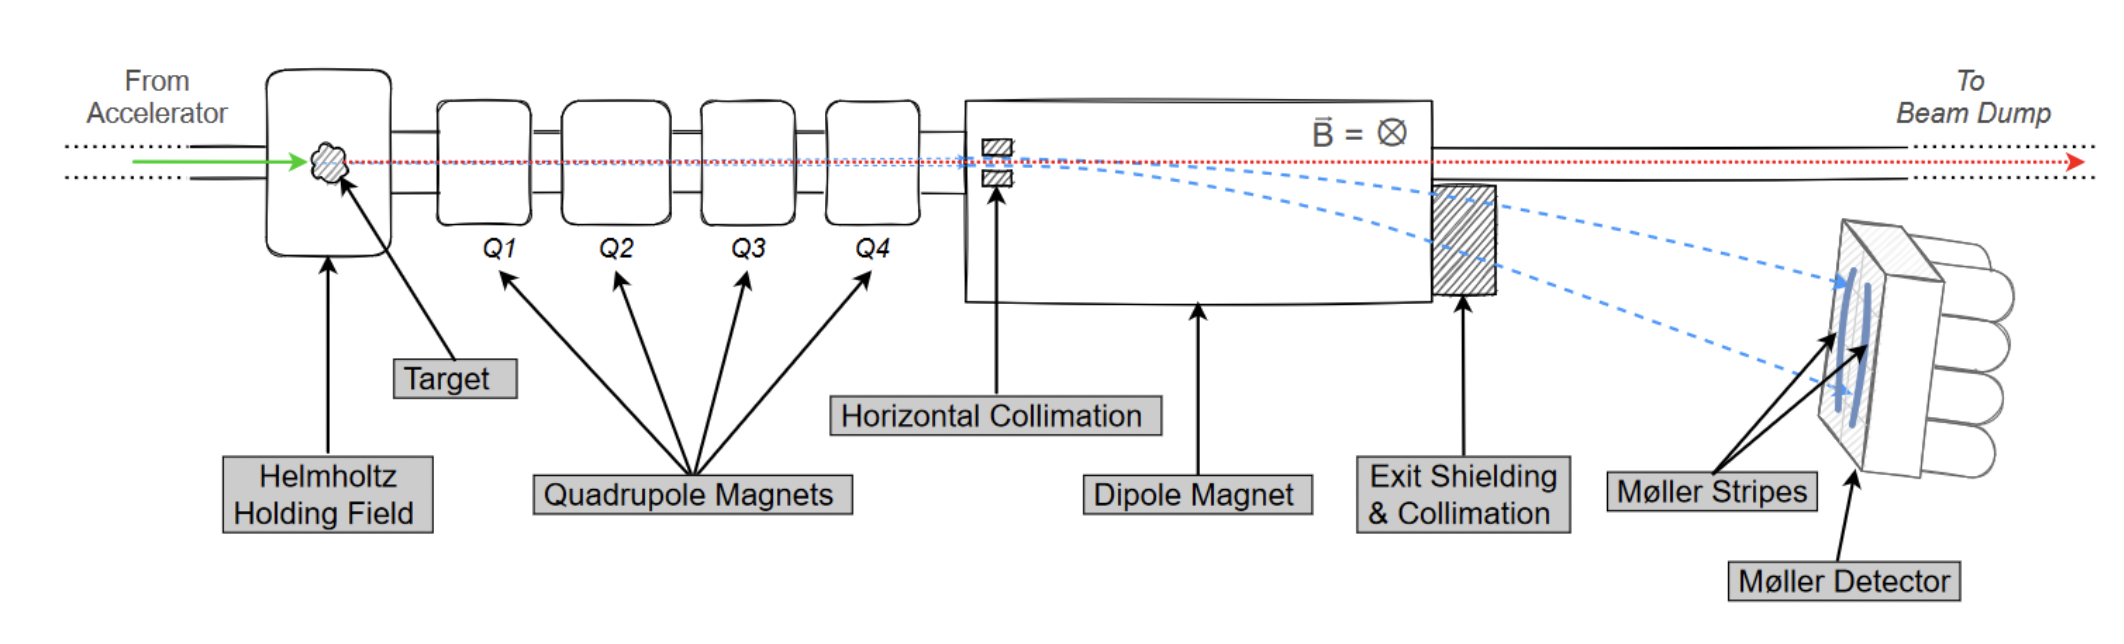 From
Accelerator
To
Beam Dump
B⃗ = ⊗
Q1
Q2
Q3
Q4
Target
Horizontal Collimation
Helmholtz
Holding Field
Quadrupole Magnets
Dipole Magnet
Exit Shielding
& Collimation
Møller Stripes
Møller Detector